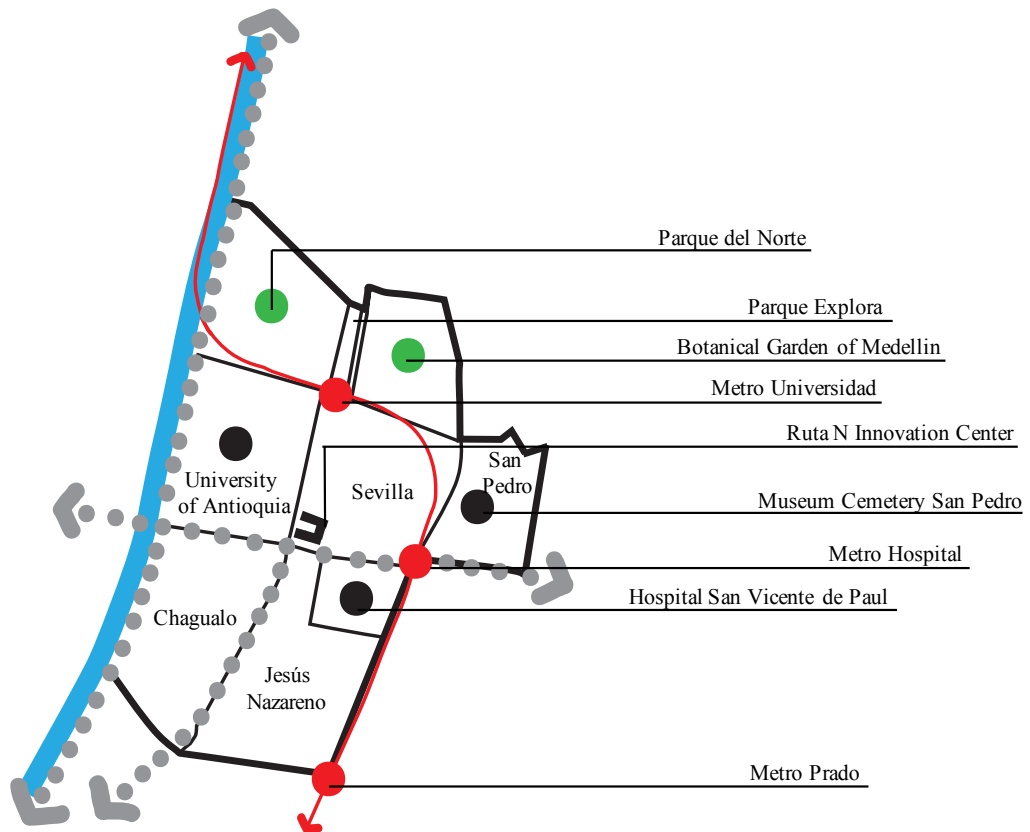 Parque del Norte
Parque Explora
Botanical Garden of Medellin
Metro Universidad
Ruta N Innovation Center
San
Pedro
University
of Antioquia
Sevilla
Museum Cemetery San Pedro
Metro Hospital
Hospital San Vicente de Paul
Chagualo
Jesús
Nazareno
Metro Prado